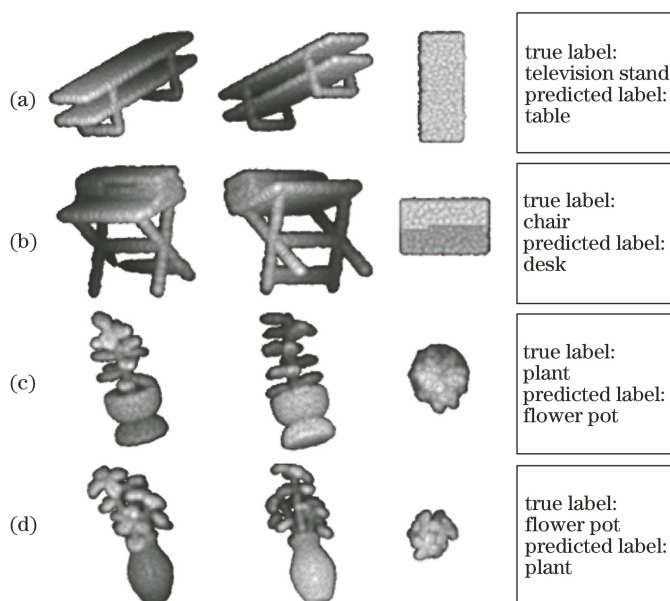 (a)
true label:
television stand
predicted label:
table
(b)
true label:
chair
predicted label:
desk
(c)
true label:
plant
predicted label:
flower pot
(d)
true label:
flower pot
predicted label:
plant